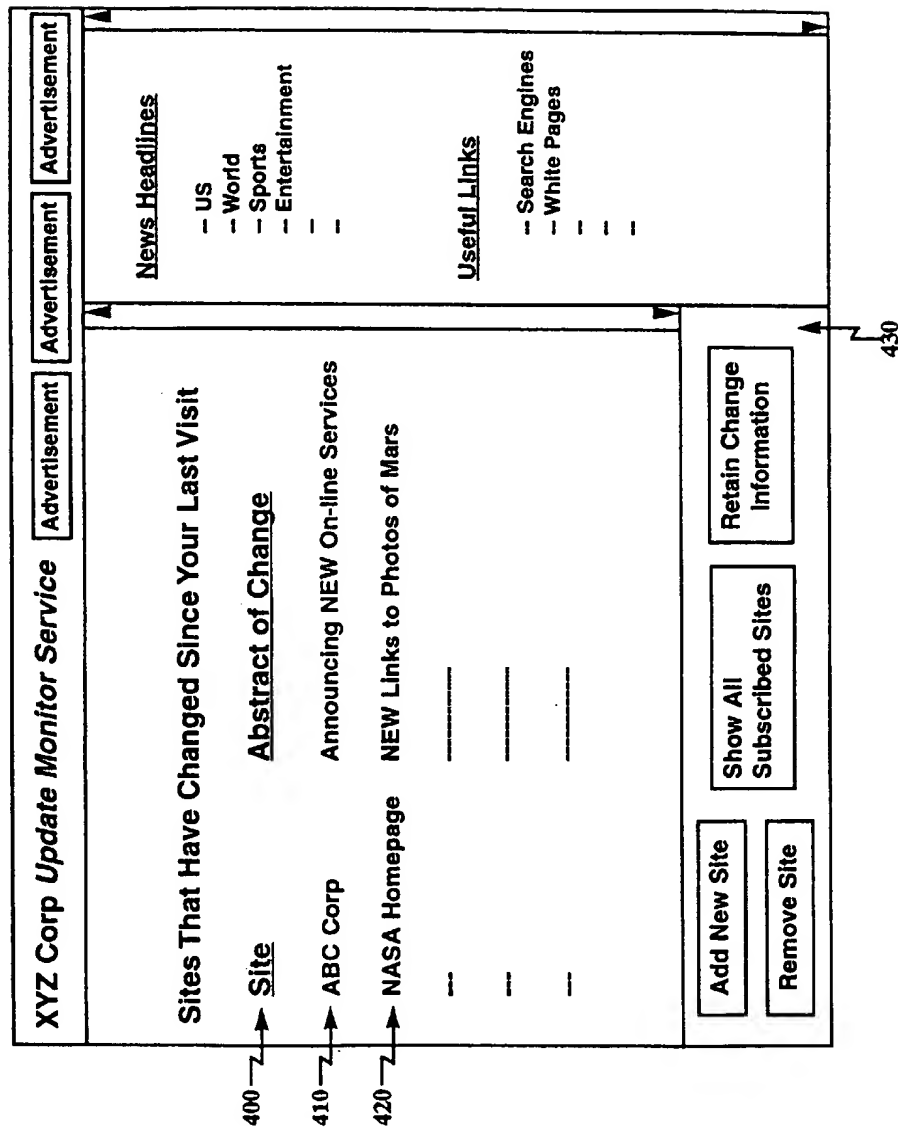 XYZ Corp Update Monitor Service Advertisement Advertisement Advertisement
Sites That Have Changed Since Your Last Visit
400 Site Abstract of Change
410 ABC Corp Announcing NEW On-line Services
420 NASA Homepage NEW Links to Photos of Mars
--- ---------
--- ---------
--- ---------
News Headlines
-- US
-- World
-- Sports
-- Entertainment
--
--
Useful Links
-- Search Engines
-- White Pages
--
--
--
Add New Site
Remove Site
Show All
Subscribed Sites
Retain Change
Information
430